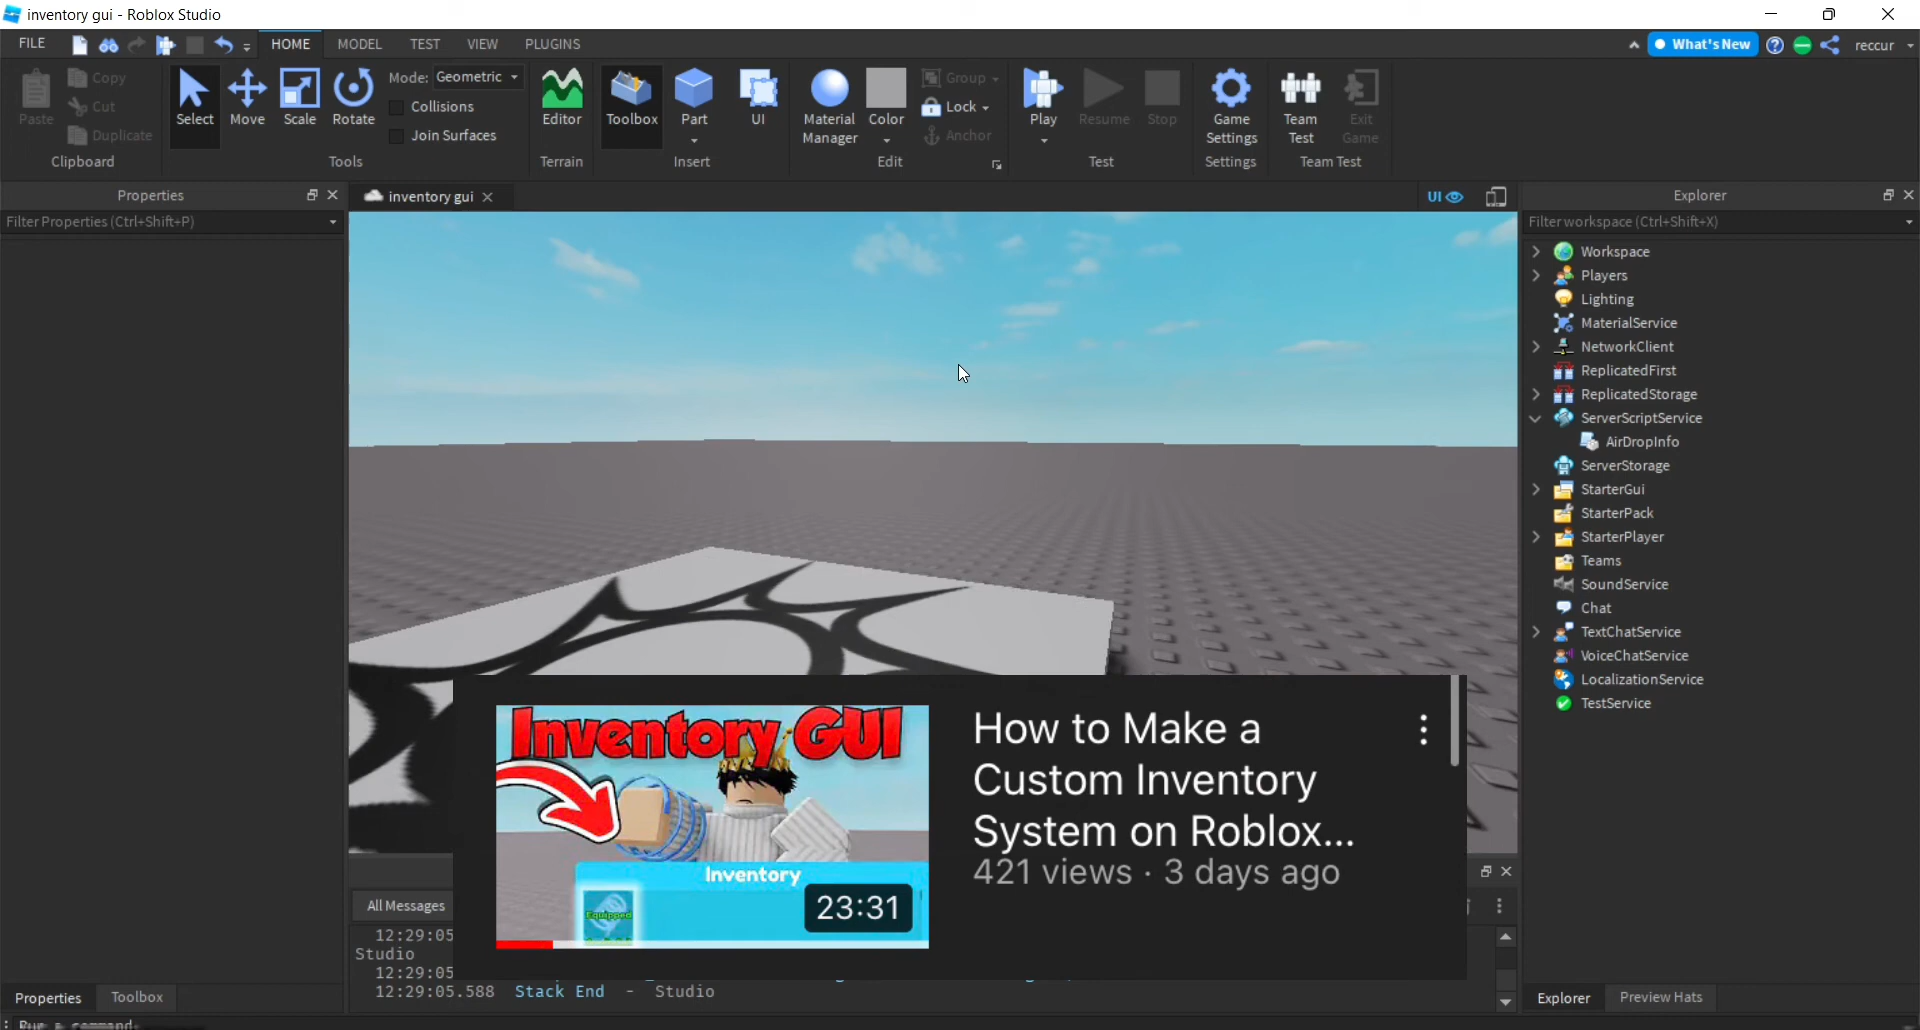 inventory gui - Roblox Studio
FILE HOME MODEL TEST VIEW PLUGINS What's New reccur
Paste Copy Cut Duplicate
Select Move Scale Rotate
Mode: Geometric
Collisions
Join Surfaces
Editor Toolbox Part UI
Material Manager Color
Group
Lock
Anchor
Play Resume Stop
Game Settings
Team Test
Exit Game
Clipboard Tools Terrain Insert Edit Test Settings Team Test
Properties
Filter Properties (Ctrl+Shift+P)
inventory gui
UI
Explorer
Filter workspace (Ctrl+Shift+X)
Workspace
Players
Lighting
MaterialService
NetworkClient
ReplicatedFirst
ReplicatedStorage
ServerScriptService
AirDropInfo
ServerStorage
StarterGui
StarterPack
StarterPlayer
Teams
SoundService
Chat
TextChatService
VoiceChatService
LocalizationService
TestService
Inventory GUI
Inventory
Equipped
23:31
How to Make a
Custom Inventory
System on Roblox...
421 views · 3 days ago
All Messages
12:29:05
Studio
12:29:05
12:29:05.588 Stack End - Studio
Properties Toolbox
Explorer Preview Hats
Run a command